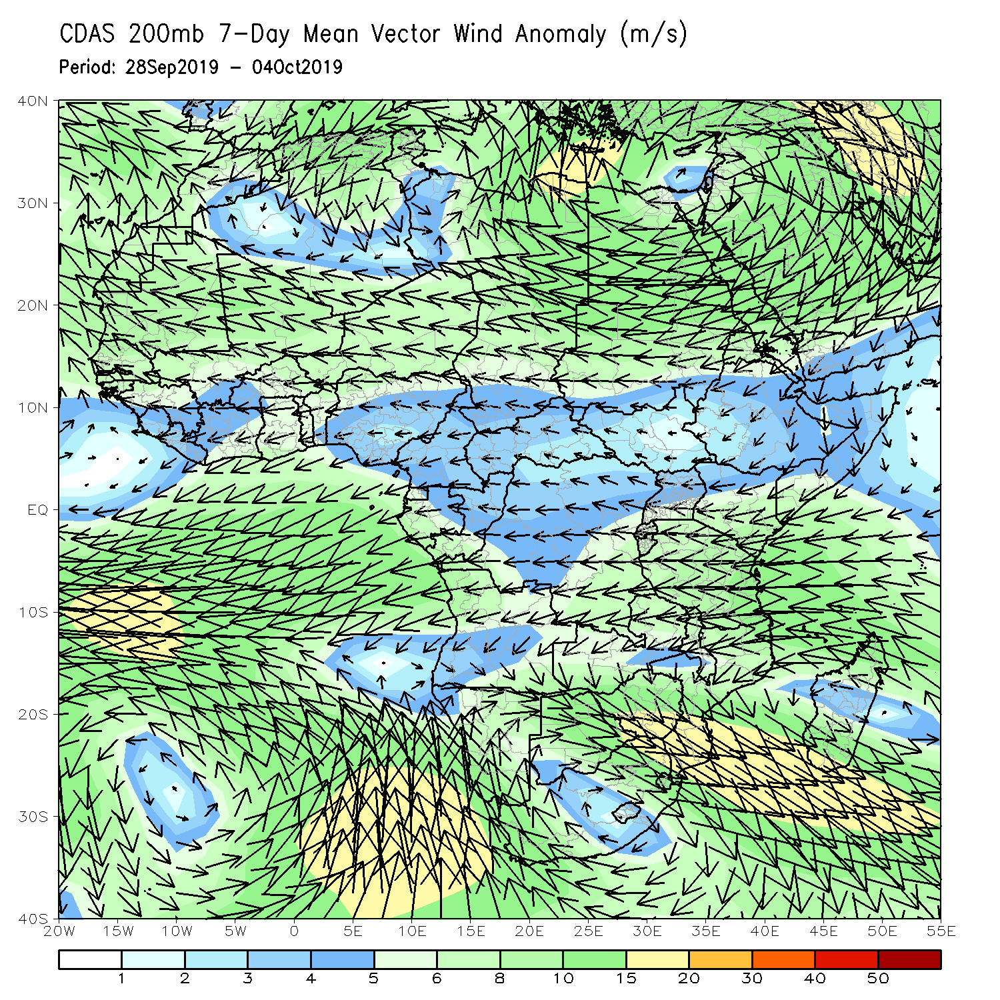 CDAS 200mb 7-Day Mean Vector Wind Anomaly (m/s)
Period: 28Sep2019 - 04Oct2019
40N
30N
20N
10N
EQ
10S
20S
30S
40S
20W 15W 10W 5W 0 5E 10E 15E 20E 25E 30E 35E 40E 45E 50E 55E
1 2 3 4 5 6 8 10 15 20 30 40 50